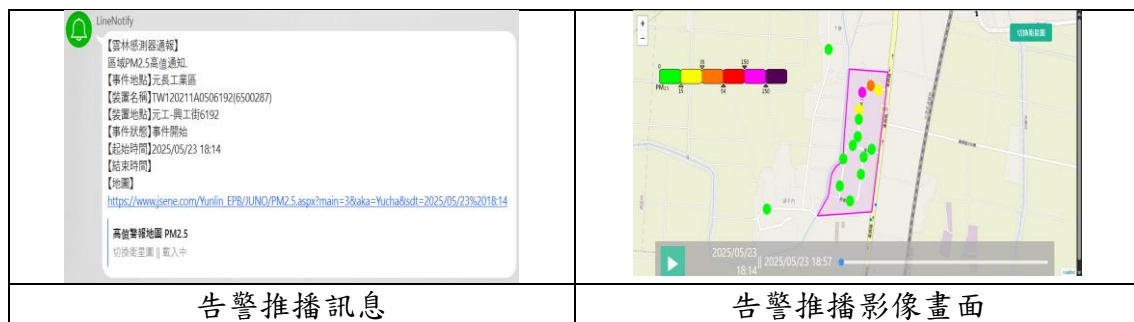 LineNotify
【雲林感測器通報】
區域PM2.5高值通知.
【事件地點】元長工業區
【裝置名稱】TW120211A0506192(6500287)
【裝置地點】元工-興工街6192
【事件狀態】事件開始
【起始時間】2025/05/23 18:14
【結束時間】
【地圖】
https://www.jsene.com/Yunlin_EPB/JUNO/PM2.5.aspx?main=3&aka=Yucha&sdt=2025/05/23%2018:14
高值警報地圖 PM2.5
切換衛星圖 || 載入中
+
−
切換衛星圖
0 35 150
PM2.5 15 54 250
2025/05/23
18:14 || 2025/05/23 18:57
Leaflet
告警推播訊息
告警推播影像畫面